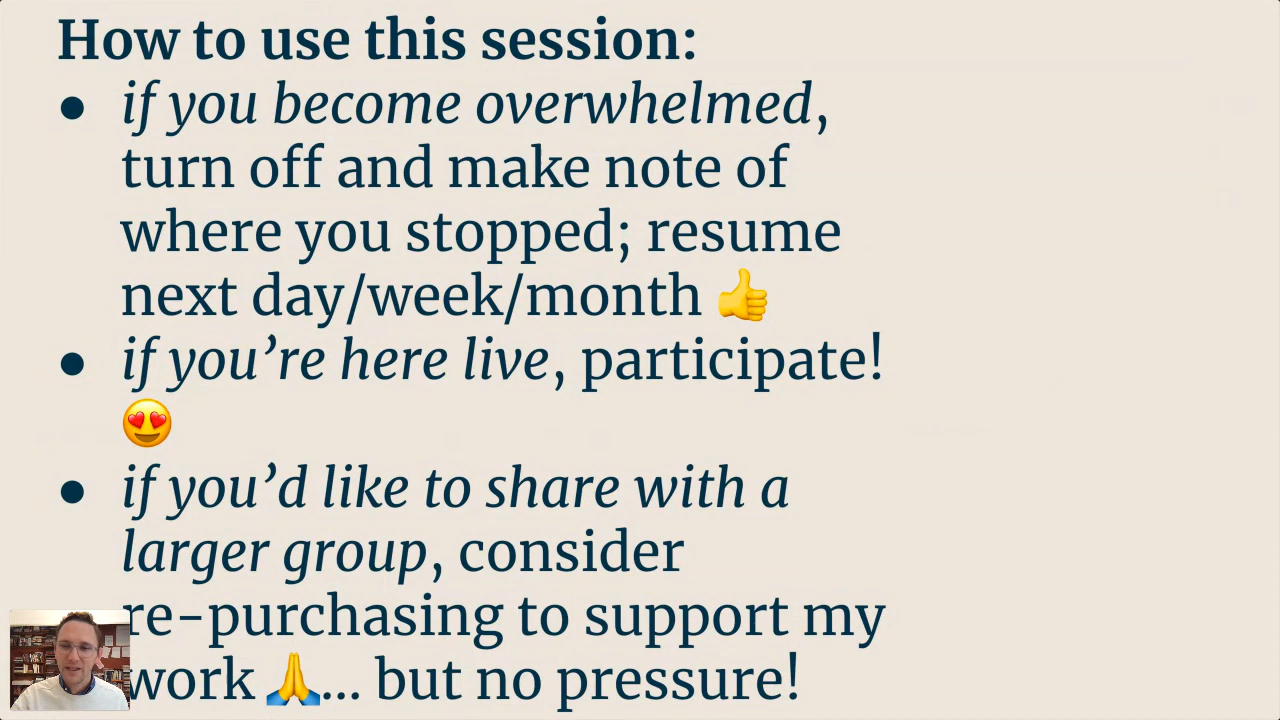 How to use this session:
● if you become overwhelmed,
turn off and make note of
where you stopped; resume
next day/week/month 👍
● if you’re here live, participate!
😍
● if you’d like to share with a
larger group, consider
re-purchasing to support my
work 🙏... but no pressure!